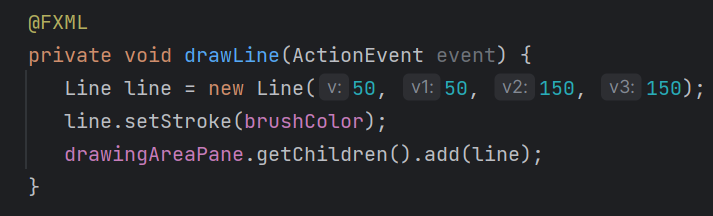 @FXML
private void drawLine(ActionEvent event) {
Line line = new Line( v: 50, v1: 50, v2: 150, v3: 150);
line.setStroke(brushColor);
drawingAreaPane.getChildren().add(line);
}